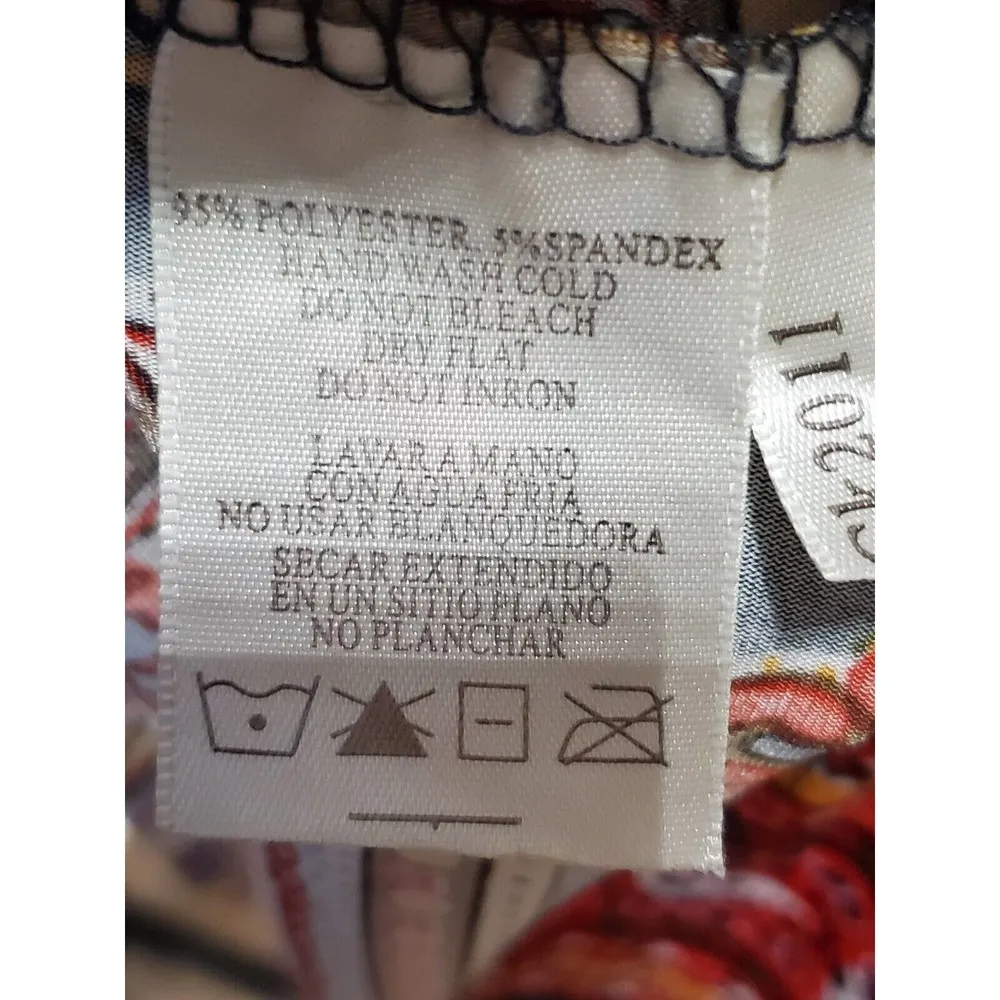 95% POLYESTER, 5%SPANDEX
HAND WASH COLD
DO NOT BLEACH
DRY FLAT
DO NOT INRON
LAVAR A MANO
CON AGUA FRIA
NO USAR BLANQUEDORA
SECAR EXTENDIDO
EN UN SITIO PLANO
NO PLANCHAR